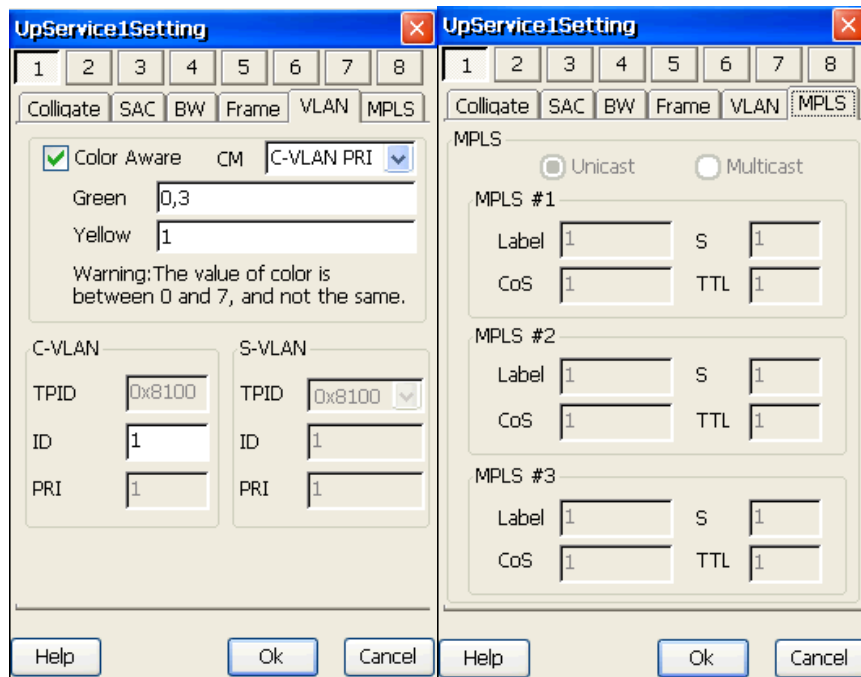 UpService1Setting
1 2 3 4 5 6 7 8
Colligate SAC BW Frame VLAN MPLS
Color Aware CM C-VLAN PRI
Green 0,3
Yellow 1
Warning:The value of color is
between 0 and 7, and not the same.
C-VLAN
TPID 0x8100
ID 1
PRI 1
S-VLAN
TPID 0x8100
ID 1
PRI 1
Help Ok Cancel
UpService1Setting
1 2 3 4 5 6 7 8
Colligate SAC BW Frame VLAN MPLS
MPLS
Unicast Multicast
MPLS #1
Label 1 S 1
CoS 1 TTL 1
MPLS #2
Label 1 S 1
CoS 1 TTL 1
MPLS #3
Label 1 S 1
CoS 1 TTL 1
Help Ok Cancel